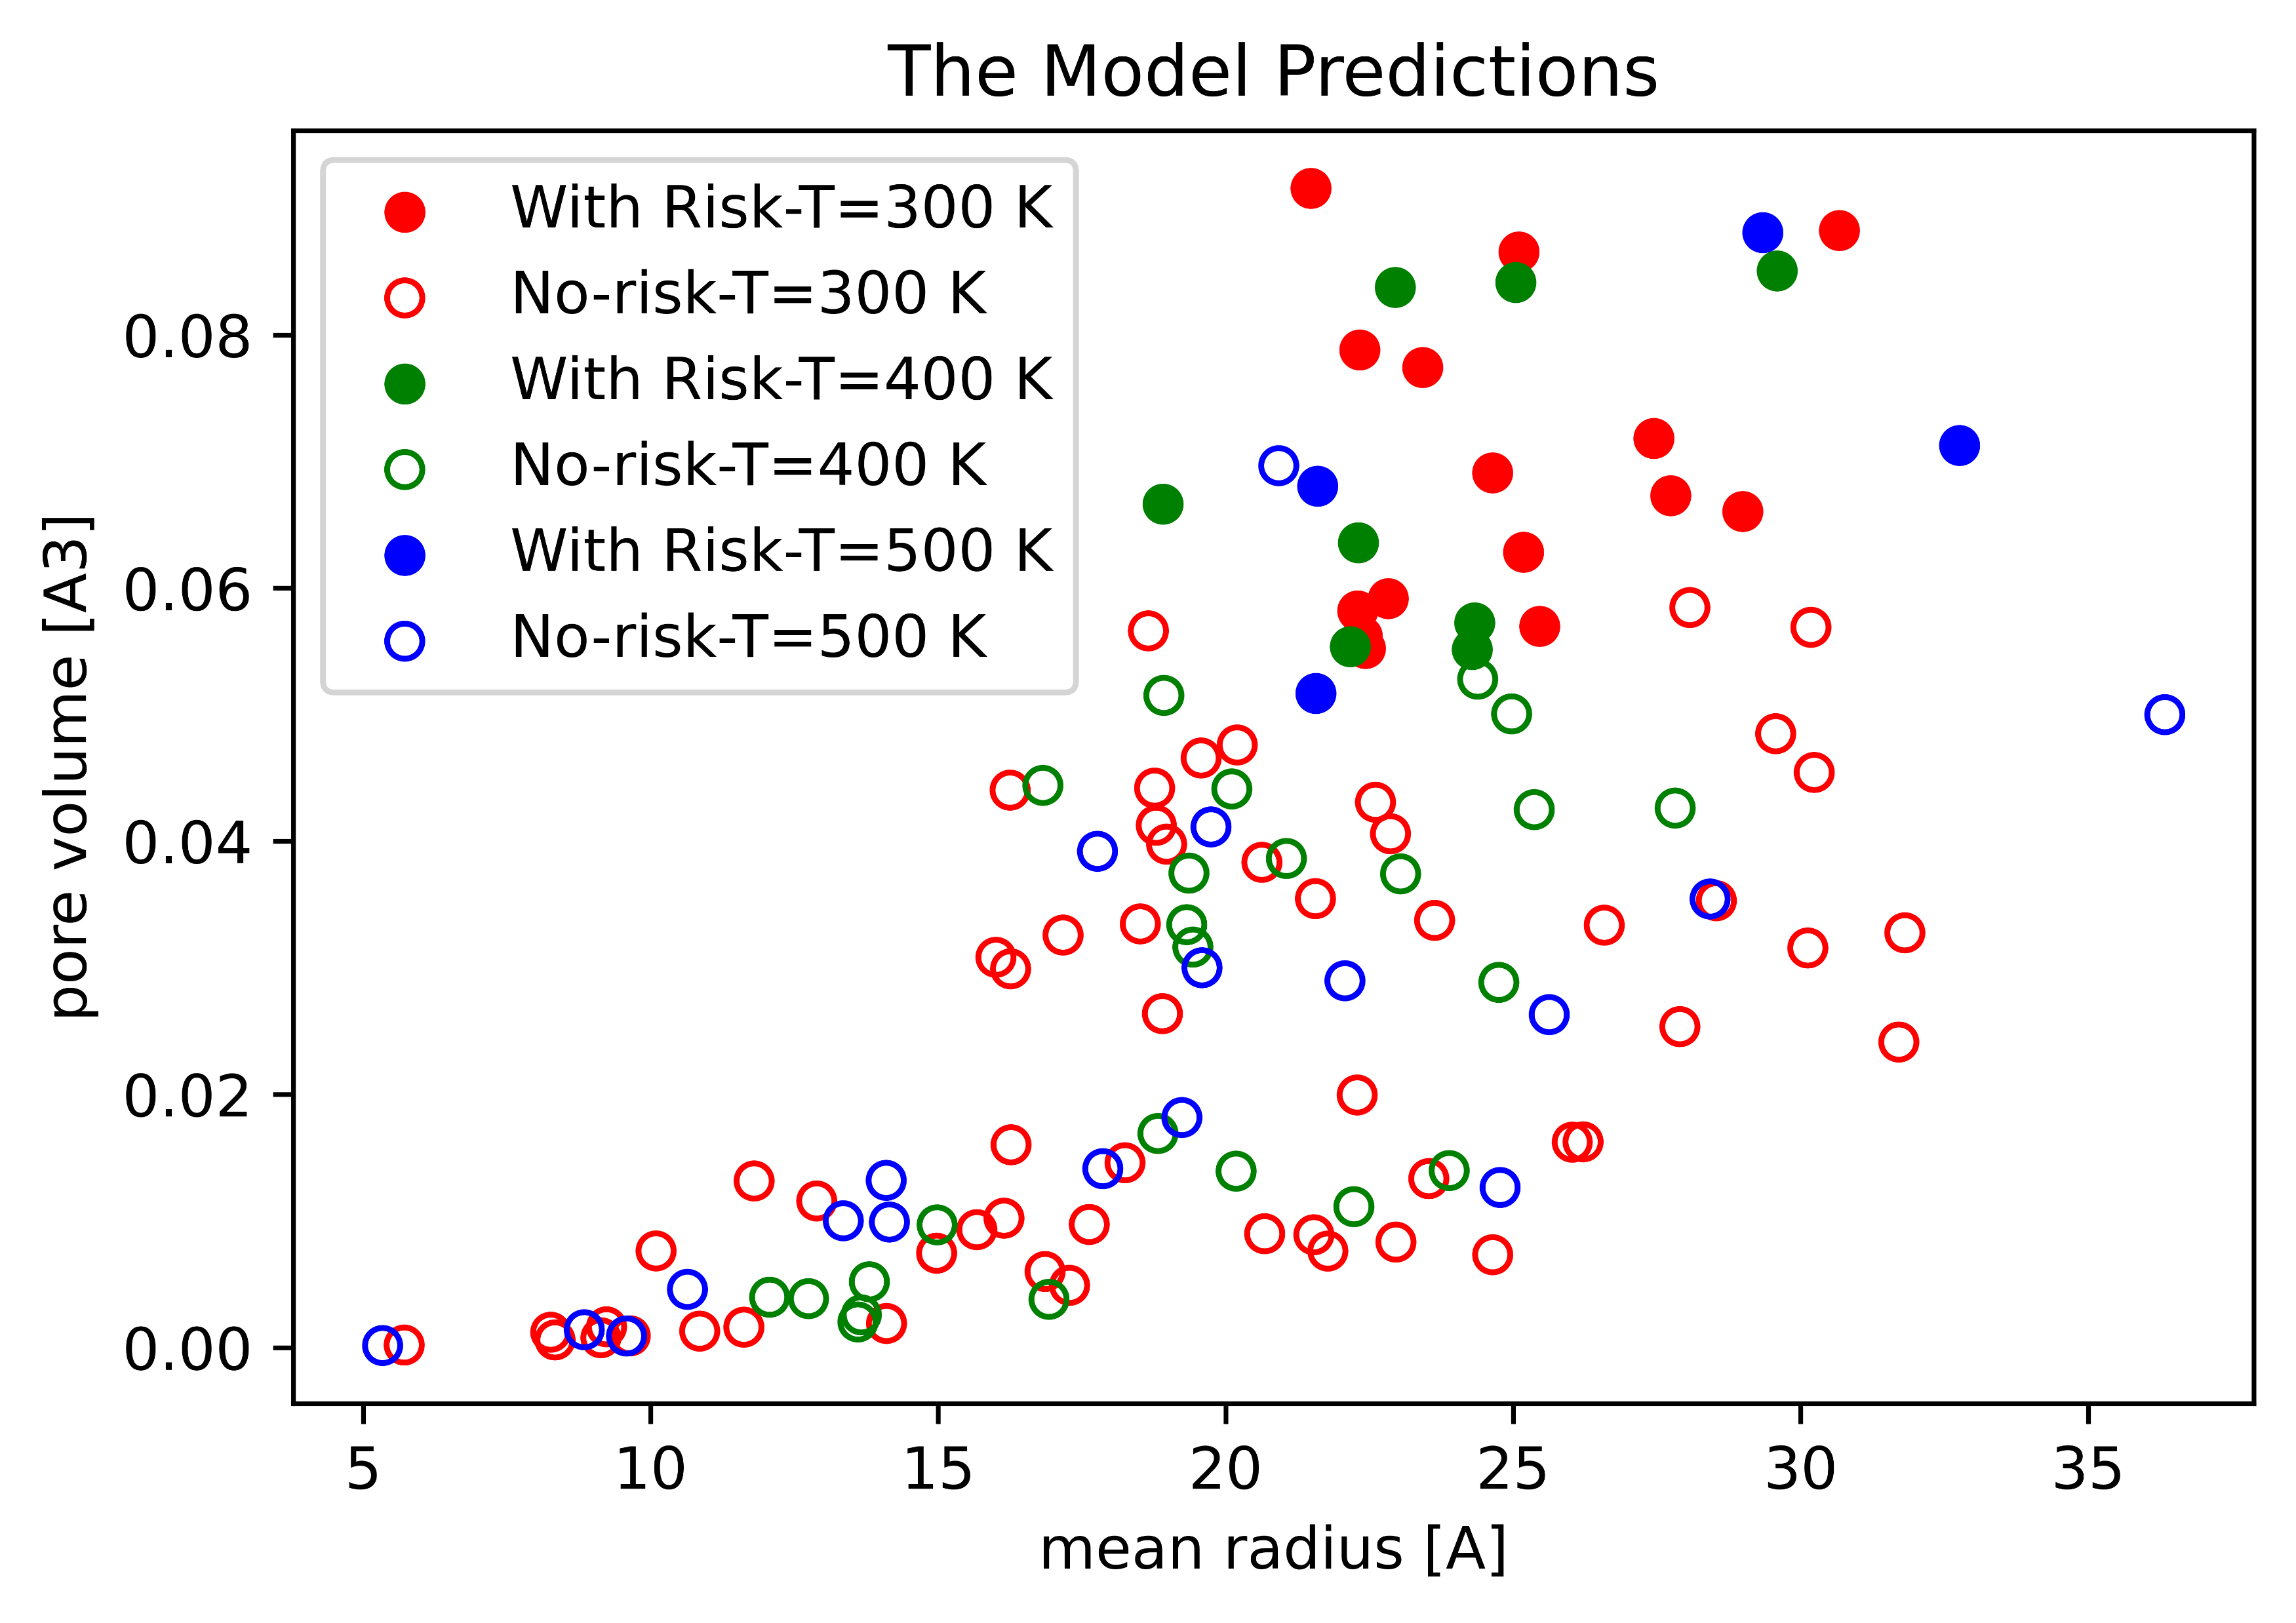 The Model Predictions
With Risk-T=300 K
No-risk-T=300 K
With Risk-T=400 K
No-risk-T=400 K
With Risk-T=500 K
No-risk-T=500 K
pore volume [A3]
0.08
0.06
0.04
0.02
0.00
5 10 15 20 25 30 35
mean radius [A]